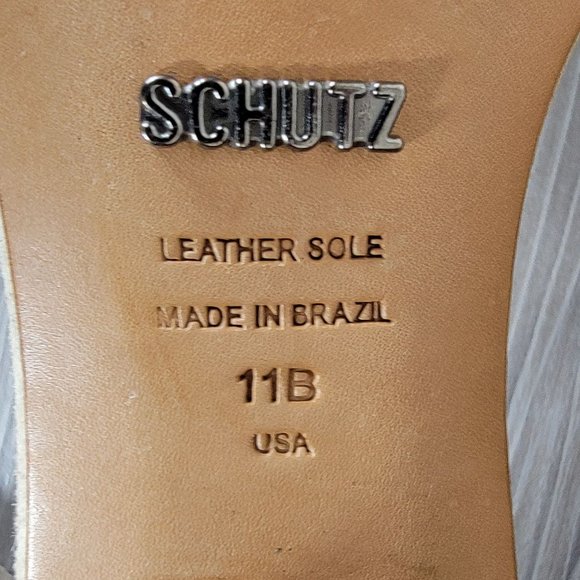 SCHUTZ
LEATHER SOLE
MADE IN BRAZIL
11B
USA